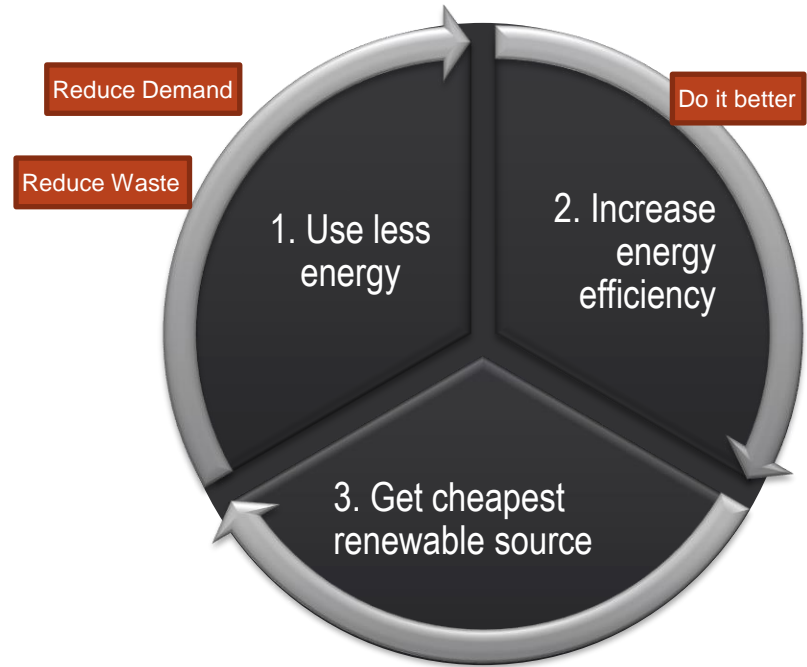 Reduce Demand
Reduce Waste
1. Use less
energy
Do it better
2. Increase
energy
efficiency
3. Get cheapest
renewable source